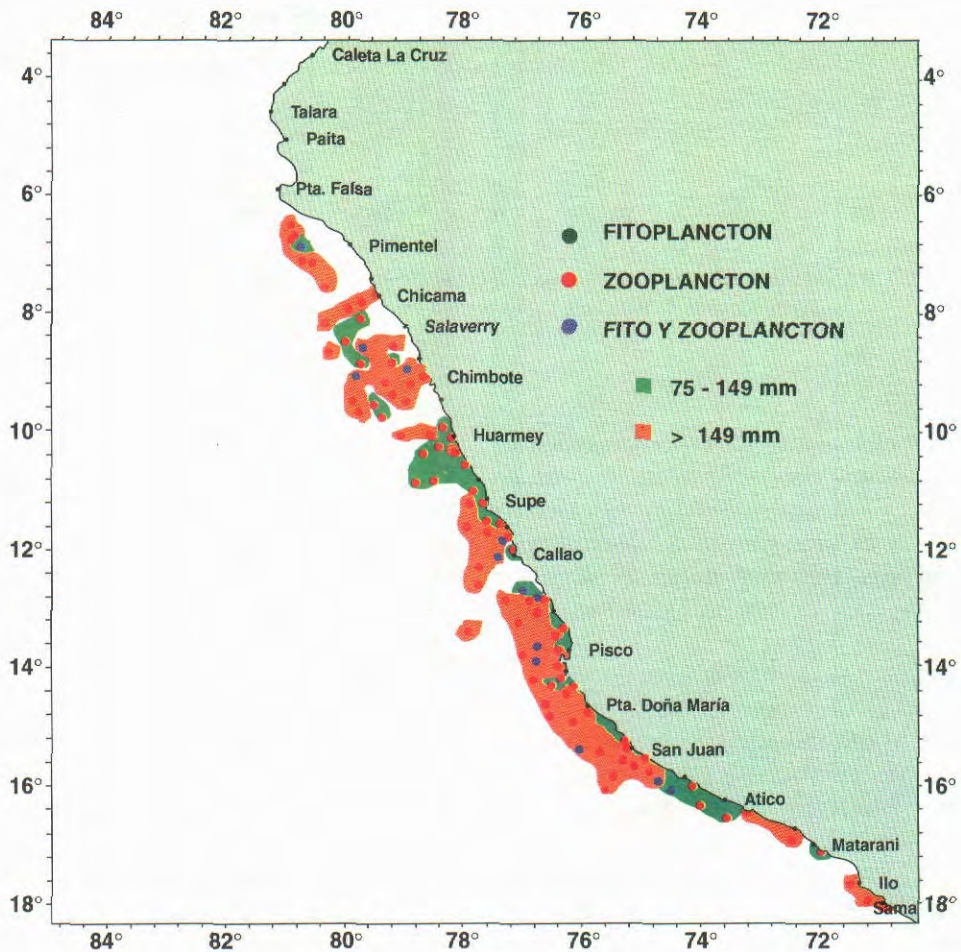 84° 82° 80° 78° 76° 74° 72°
Caleta La Cruz
4° 4°
Talara
Paita
6° Pta. Falsa 6°
FITOPLANCTON
Pimentel
ZOOPLANCTON
Chicama
8° Salaverry FITO Y ZOOPLANCTON 8°
Chimbote
75 - 149 mm
10° Huarmey > 149 mm 10°
Supe
12° Callao 12°
Pisco
14° 14°
Pta. Doña María
San Juan
16° Atico 16°
Matarani
Ilo
18° Sama 18°
84° 82° 80° 78° 76° 74° 72°